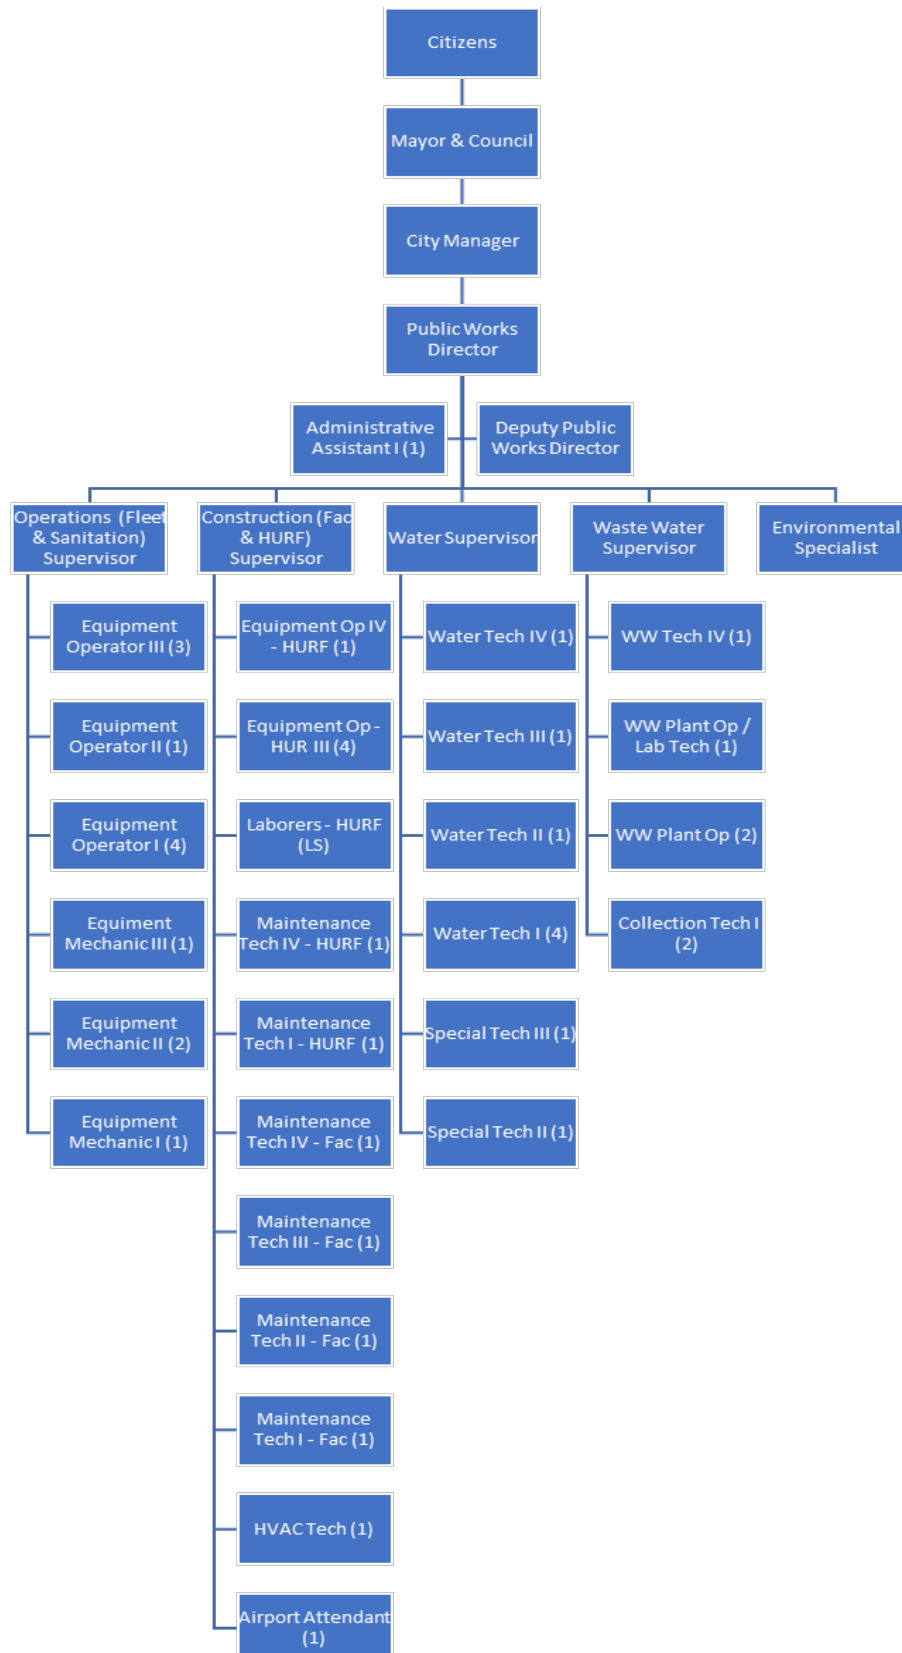 Citizens
Mayor & Council
City Manager
Public Works
Director
Administrative
Assistant I (1)
Deputy Public
Works Director
Operations (Fleet
& Sanitation)
Supervisor
Construction (Fac
& HURF)
Supervisor
Water Supervisor
Waste Water
Supervisor
Environmental
Specialist
Equipment
Operator III (3)
Equipment
Operator II (1)
Equipment
Operator I (4)
Equiment
Mechanic III (1)
Equipment
Mechanic II (2)
Equipment
Mechanic I (1)
Equipment Op IV
- HURF (1)
Equipment Op -
HUR III (4)
Laborers - HURF
(LS)
Maintenance
Tech IV - HURF (1)
Maintenance
Tech I - HURF (1)
Maintenance
Tech IV - Fac (1)
Maintenance
Tech III - Fac (1)
Maintenance
Tech II - Fac (1)
Maintenance
Tech I - Fac (1)
HVAC Tech (1)
Airport Attendant
(1)
Water Tech IV (1)
Water Tech III (1)
Water Tech II (1)
Water Tech I (4)
Special Tech III (1)
Special Tech II (1)
WW Tech IV (1)
WW Plant Op /
Lab Tech (1)
WW Plant Op (2)
Collection Tech I
(2)